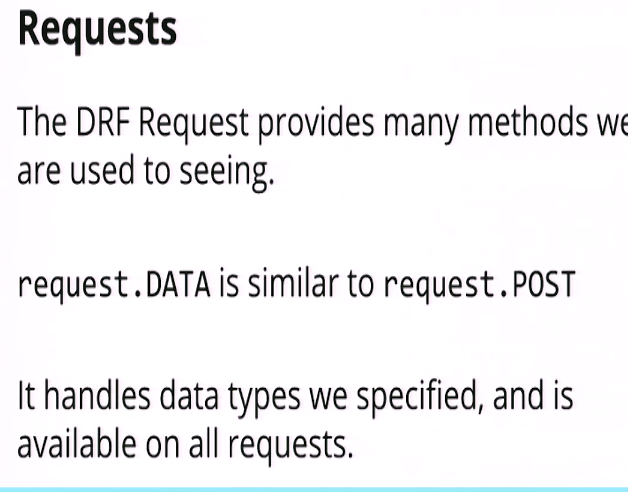 Requests
The DRF Request provides many methods we
are used to seeing.
request.DATA is similar to request.POST
It handles data types we specified, and is
available on all requests.